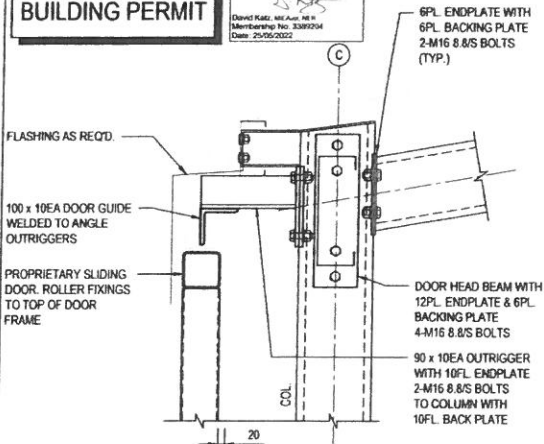 BUILDING PERMIT
David Katz, MIE Aust, NER
Membership No. 3389204
Date: 25/05/2022
C
6PL. ENDPLATE WITH
6PL. BACKING PLATE
2-M16 8.8/S BOLTS
(TYP.)
FLASHING AS REQ'D.
100 x 10EA DOOR GUIDE
WELDED TO ANGLE
OUTRIGGERS
PROPRIETARY SLIDING
DOOR. ROLLER FIXINGS
TO TOP OF DOOR
FRAME
DOOR HEAD BEAM WITH
12PL. ENDPLATE & 6PL.
BACKING PLATE
4-M16 8.8/S BOLTS
90 x 10EA OUTRIGGER
WITH 10FL. ENDPLATE
2-M16 8.8/S BOLTS
TO COLUMN WITH
10FL. BACK PLATE
COL.
20